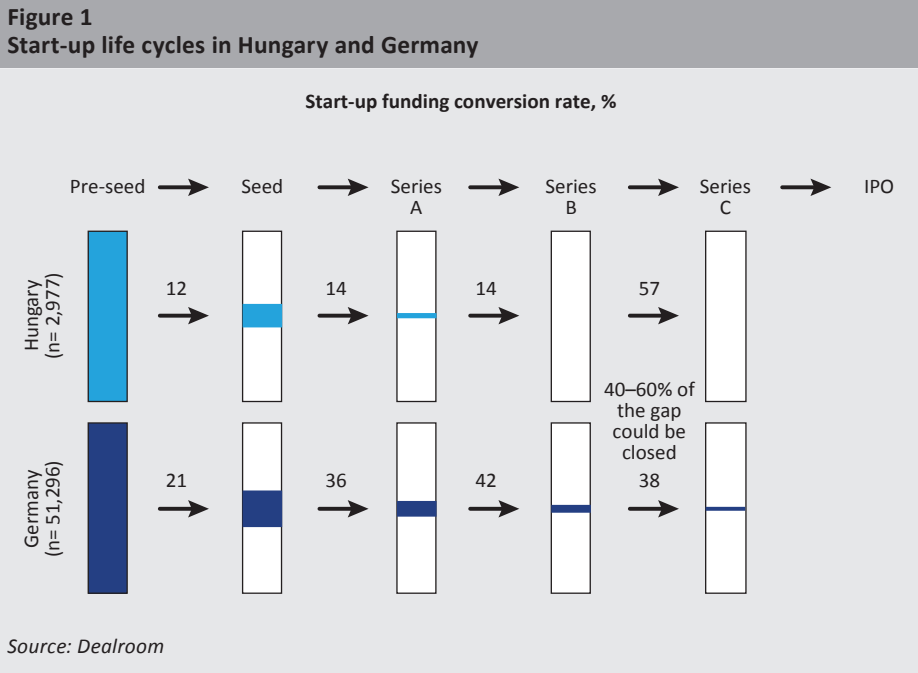 Figure 1
Start-up life cycles in Hungary and Germany
Start-up funding conversion rate, %
Pre-seed
Seed
Series
A
Series
B
Series
C
IPO
Hungary
(n= 2,977)
12
14
14
57
40–60% of
the gap
could be
closed
Germany
(n= 51,296)
21
36
42
38
Source: Dealroom